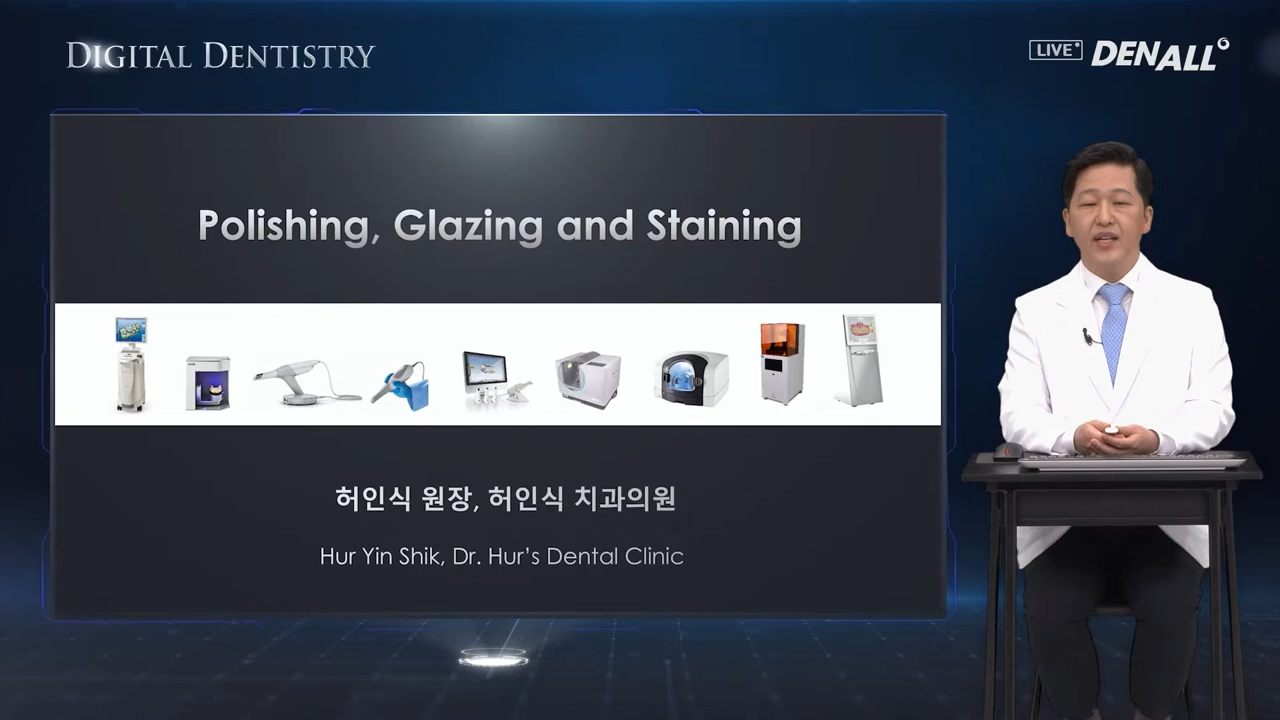 DIGITAL DENTISTRY
LIVE
DENALL
Polishing, Glazing and Staining
허인식 원장, 허인식 치과의원
Hur Yin Shik, Dr. Hur's Dental Clinic